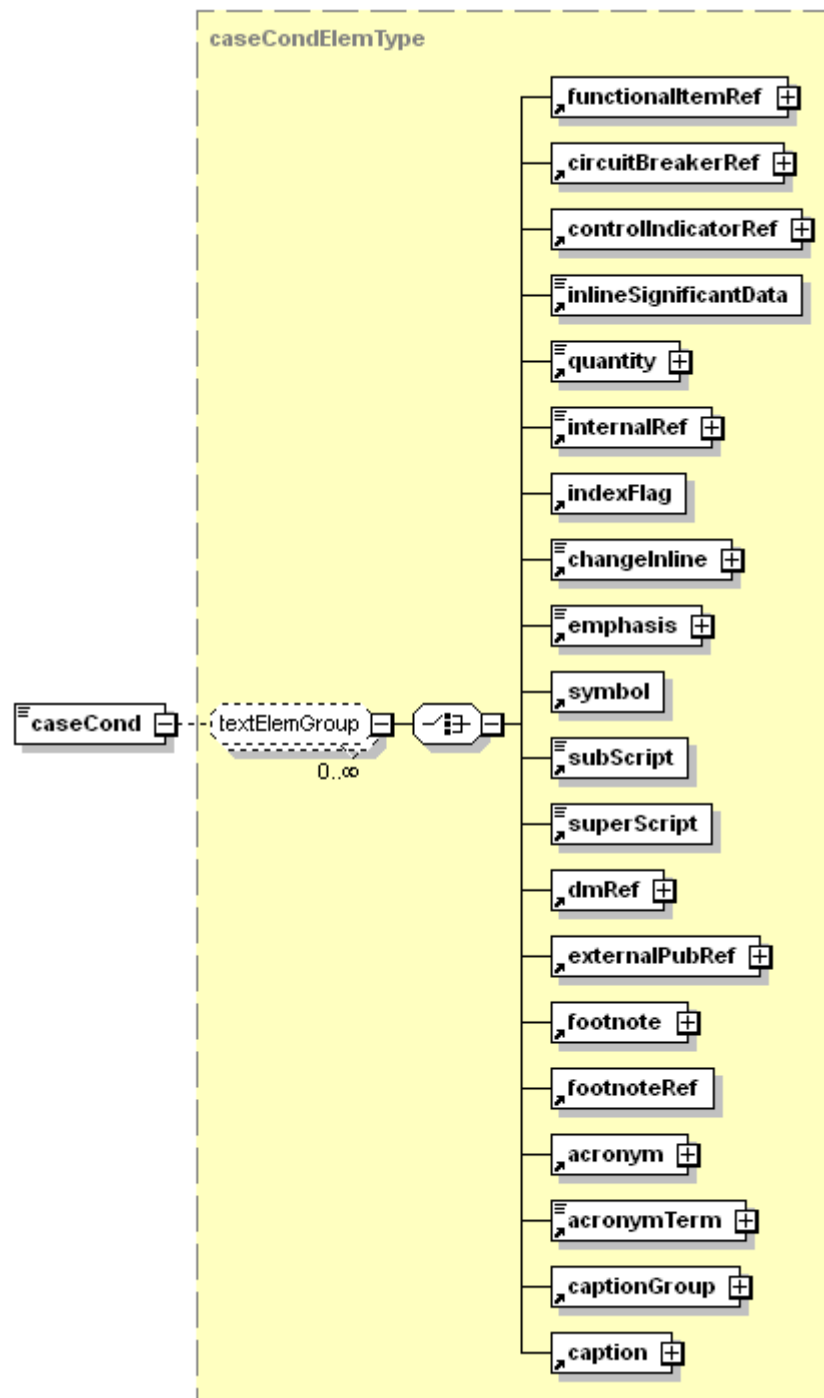 caseCondElemType
functionalItemRef
circuitBreakerRef
controlIndicatorRef
inlineSignificantData
quantity
internalRef
indexFlag
changeInline
emphasis
symbol
caseCond
textElemGroup
0..∞
subScript
superScript
dmRef
externalPubRef
footnote
footnoteRef
acronym
acronymTerm
captionGroup
caption